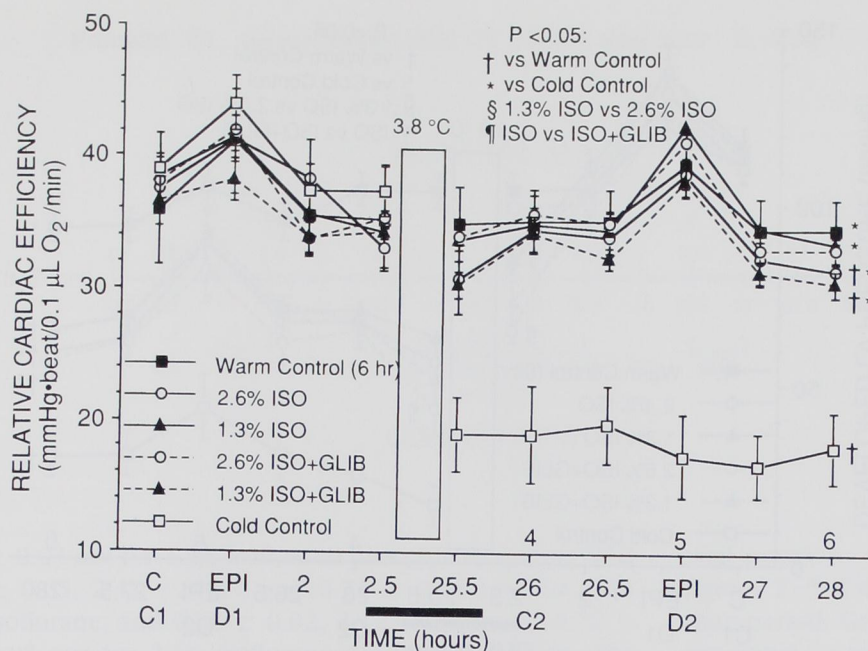 50
40
30
20
10
RELATIVE CARDIAC EFFICIENCY
(mmHg•beat/0.1 µL O2 /min)
P <0.05:
† vs Warm Control
* vs Cold Control
§ 1.3% ISO vs 2.6% ISO
¶ ISO vs ISO+GLIB
3.8 °C
Warm Control (6 hr)
2.6% ISO
1.3% ISO
2.6% ISO+GLIB
1.3% ISO+GLIB
Cold Control
*
*
† *
† *
†
4 5 6
C EPI 2 2.5 25.5 26 26.5 EPI 27 28
C1 D1 C2 D2
TIME (hours)